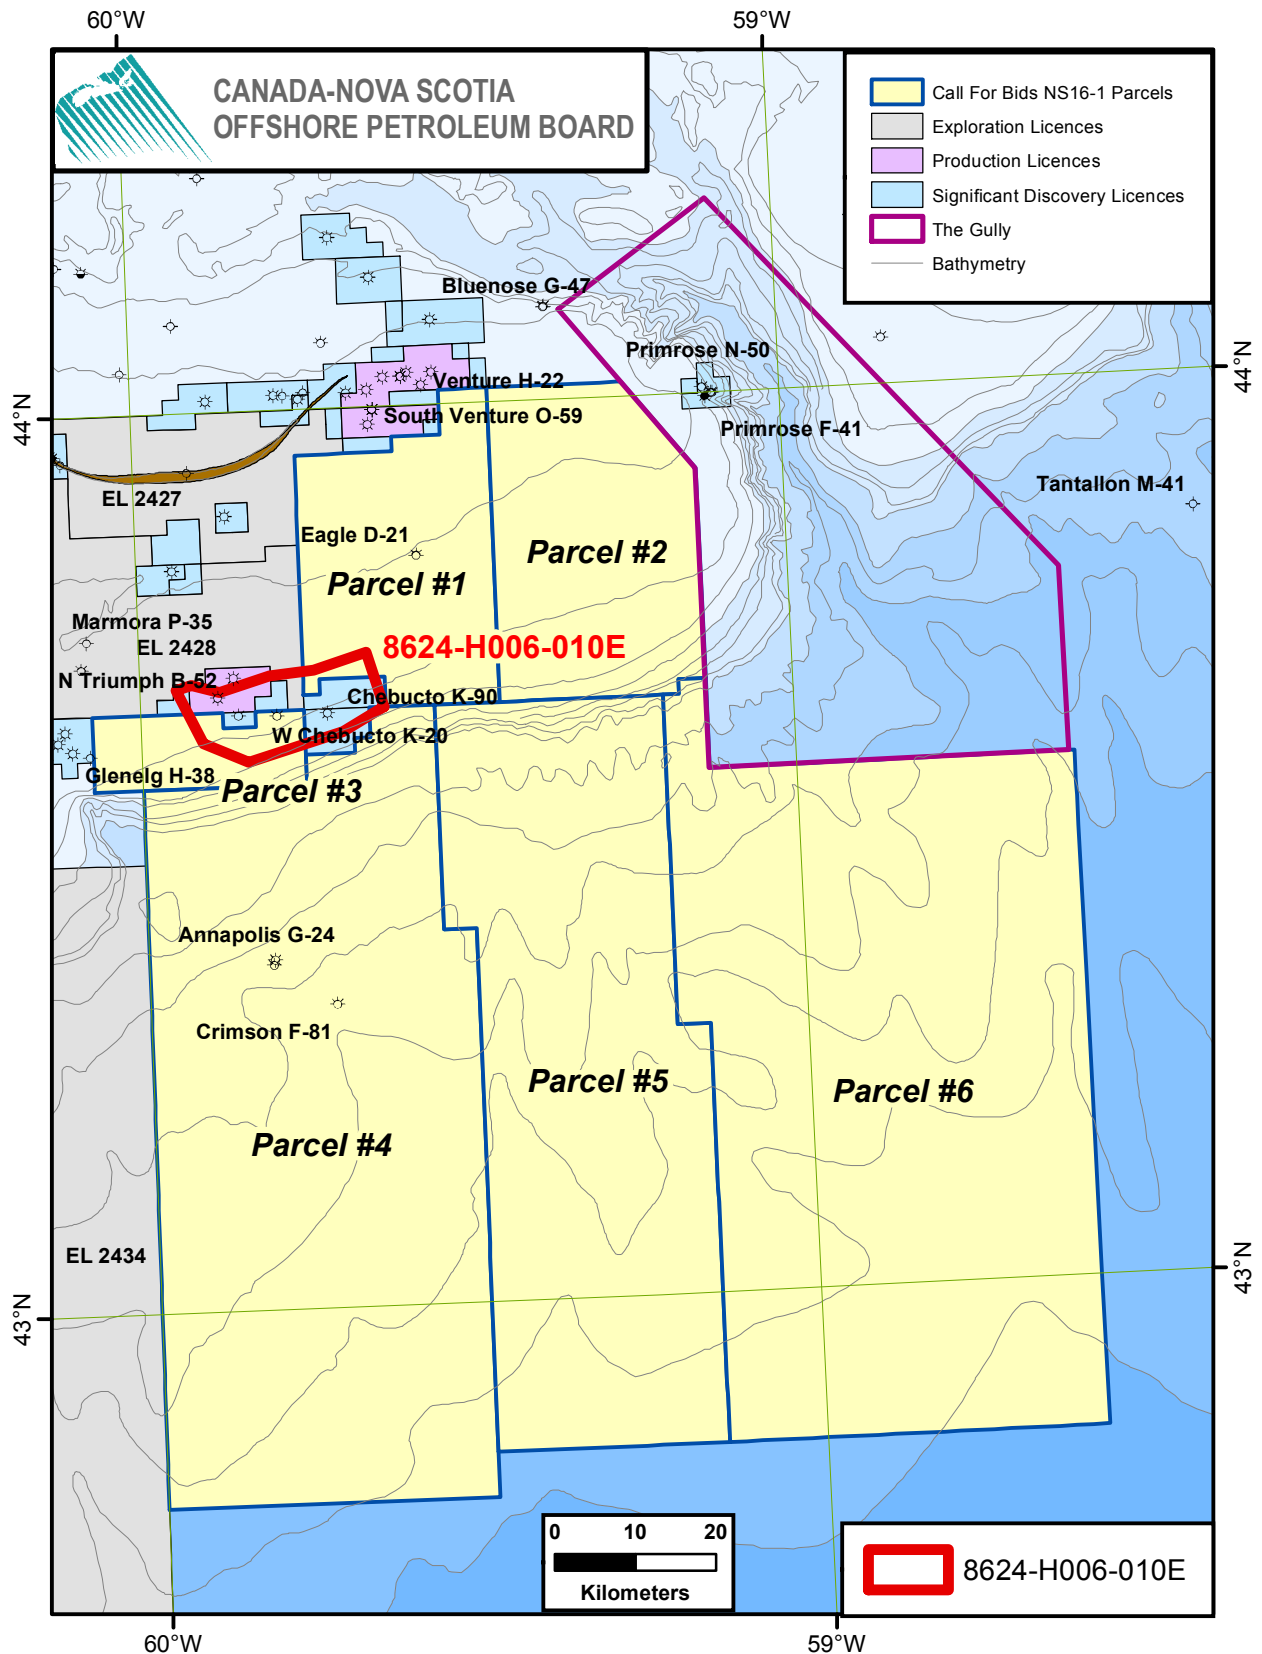 60°W
59°W
CANADA-NOVA SCOTIA
OFFSHORE PETROLEUM BOARD
Call For Bids NS16-1 Parcels
Exploration Licences
Production Licences
Significant Discovery Licences
The Gully
Bathymetry
Bluenose G-47
Primrose N-50
44°N
Venture H-22
44°N
South Venture O-59
Primrose F-41
Tantallon M-41
EL 2427
Eagle D-21
Parcel #2
Parcel #1
Marmora P-35
EL 2428
8624-H006-010E
N Triumph B-52
Chebucto K-90
W Chebucto K-20
Glenelg H-38
Parcel #3
Annapolis G-24
Crimson F-81
Parcel #5
Parcel #6
Parcel #4
EL 2434
43°N
43°N
0 10 20
Kilometers
8624-H006-010E
60°W
59°W